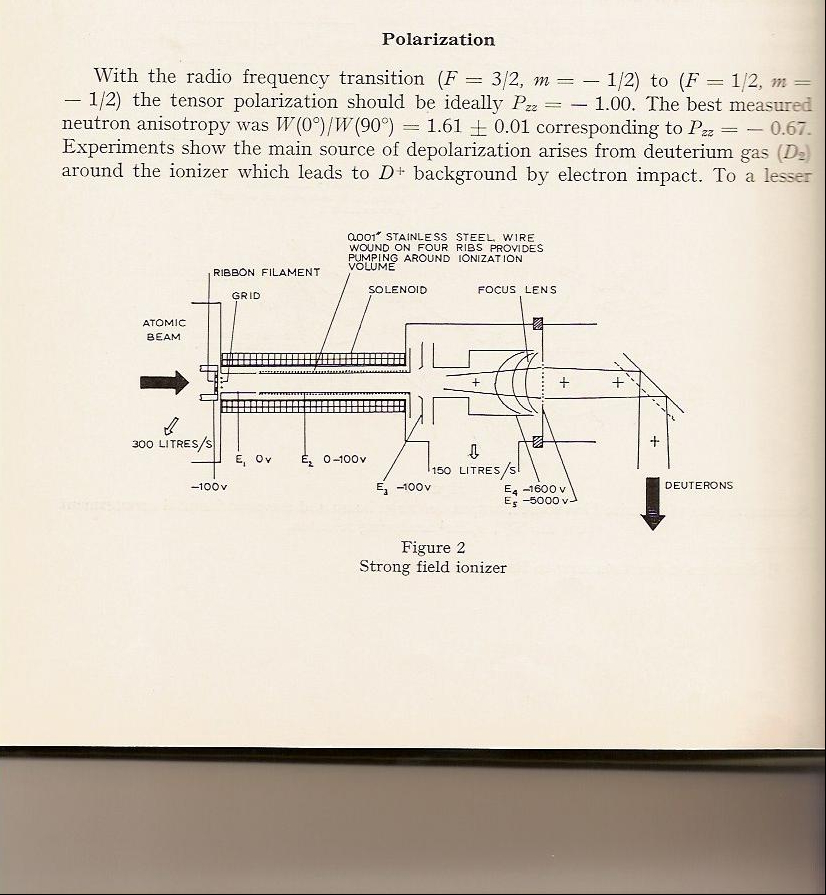 Polarization
With the radio frequency transition (F = 3/2, m = − 1/2) to (F = 1/2, m =
− 1/2) the tensor polarization should be ideally Pzz = − 1.00. The best measured
neutron anisotropy was W(0°)/W(90°) = 1.61 ± 0.01 corresponding to Pzz = − 0.67.
Experiments show the main source of depolarization arises from deuterium gas (D₂)
around the ionizer which leads to D⁺ background by electron impact. To a lesser
0.001″ STAINLESS STEEL WIRE
WOUND ON FOUR RIBS PROVIDES
PUMPING AROUND IONIZATION
VOLUME
RIBBON FILAMENT
GRID
SOLENOID
FOCUS LENS
ATOMIC
BEAM
+ + +
+
300 LITRES/S
E₁ 0v
E₂ 0-100v
150 LITRES/S
-100v
E₃ -100v
E₄ -1600v
E₅ -5000v
DEUTERONS
Figure 2
Strong field ionizer